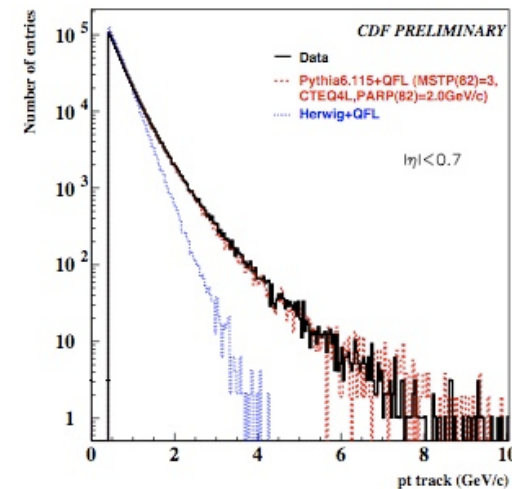 CDF PRELIMINARY
Data
Pythia6.115+QFL (MSTP(82)=3,
CTEQ4L,PARP(82)=2.0GeV/c)
Herwig+QFL
|η|<0.7
Number of entries
10^5
10^4
10^3
10^2
10
1
0 2 4 6 8 10
pt track (GeV/c)